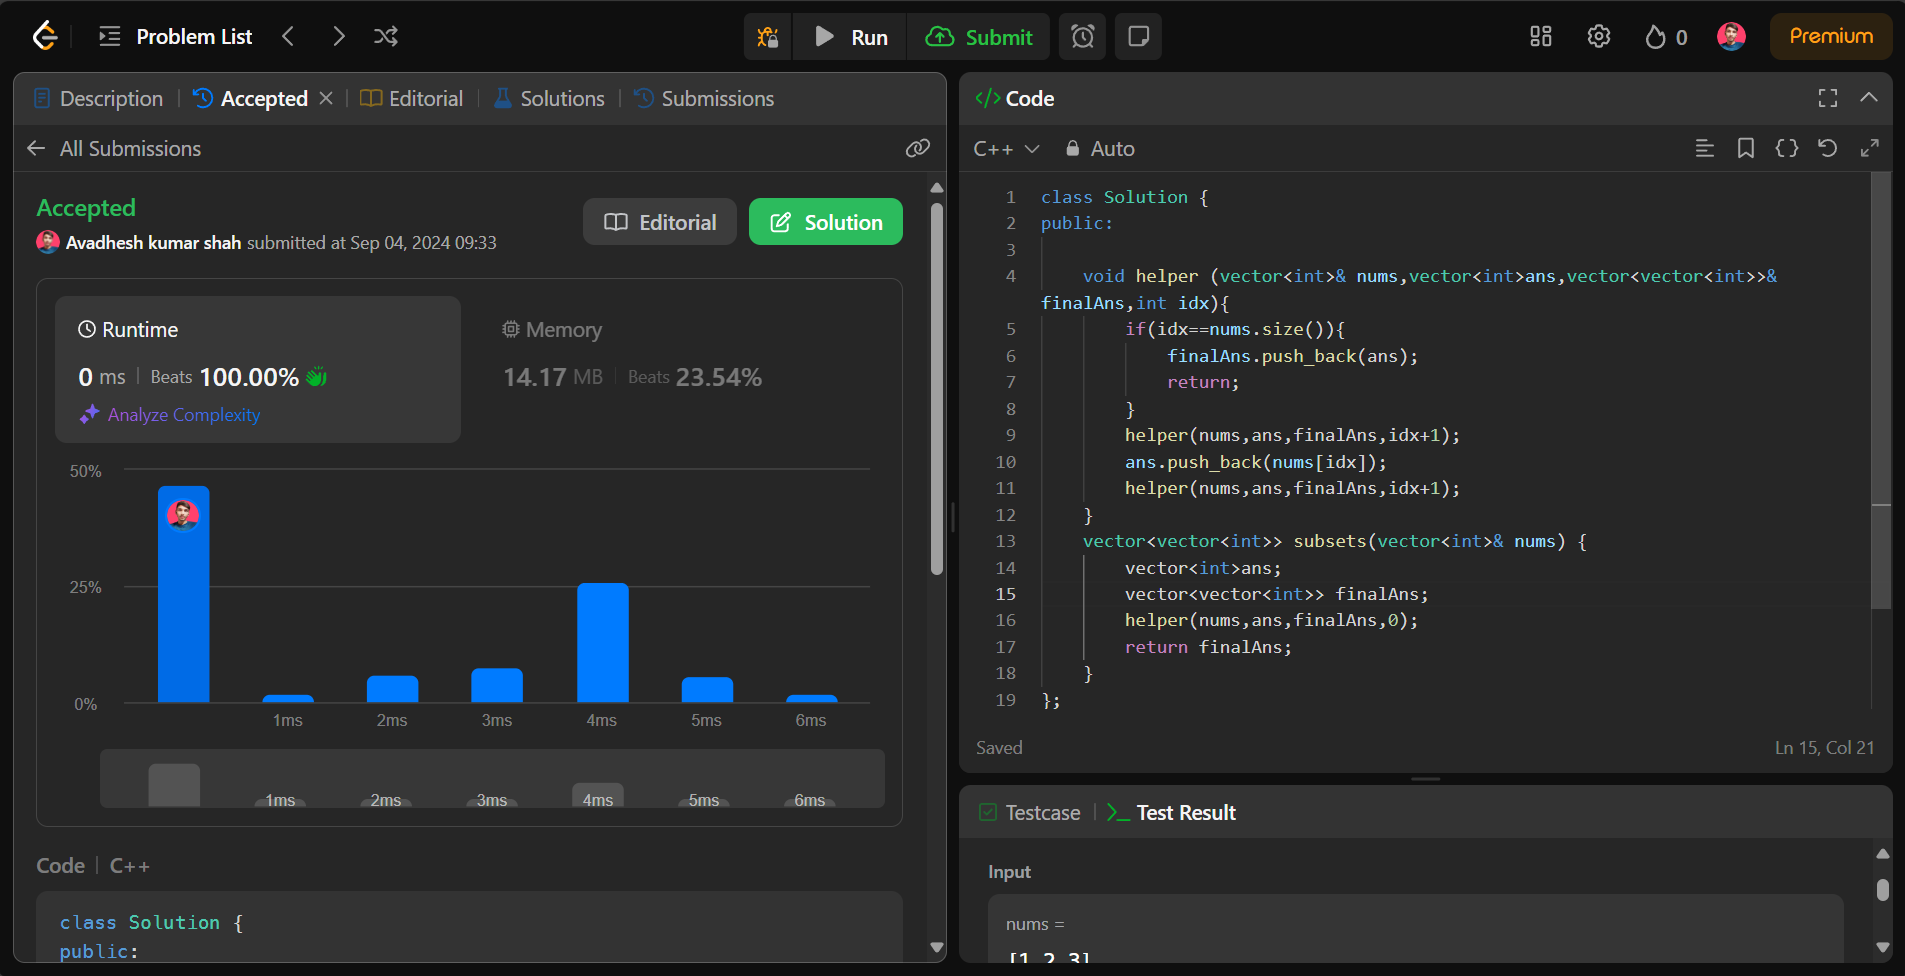 Problem List
Run
Submit
0
Premium
Description
Accepted
Editorial
Solutions
Submissions
All Submissions
Accepted
Avadhesh kumar shah submitted at Sep 04, 2024 09:33
Editorial
Solution
Runtime
0 ms Beats 100.00%
Analyze Complexity
Memory
14.17 MB Beats 23.54%
50%
25%
0%
1ms 2ms 3ms 4ms 5ms 6ms
1ms 2ms 3ms 4ms 5ms 6ms
Code | C++
class Solution {
public:
</> Code
C++ Auto
1 class Solution {
2 public:
3
4 void helper (vector<int>& nums,vector<int>ans,vector<vector<int>>&
finalAns,int idx){
5 if(idx==nums.size()){
6 finalAns.push_back(ans);
7 return;
8 }
9 helper(nums,ans,finalAns,idx+1);
10 ans.push_back(nums[idx]);
11 helper(nums,ans,finalAns,idx+1);
12 }
13 vector<vector<int>> subsets(vector<int>& nums) {
14 vector<int>ans;
15 vector<vector<int>> finalAns;
16 helper(nums,ans,finalAns,0);
17 return finalAns;
18 }
19 };
Saved
Ln 15, Col 21
Testcase
Test Result
Input
nums =
[1,2,3]